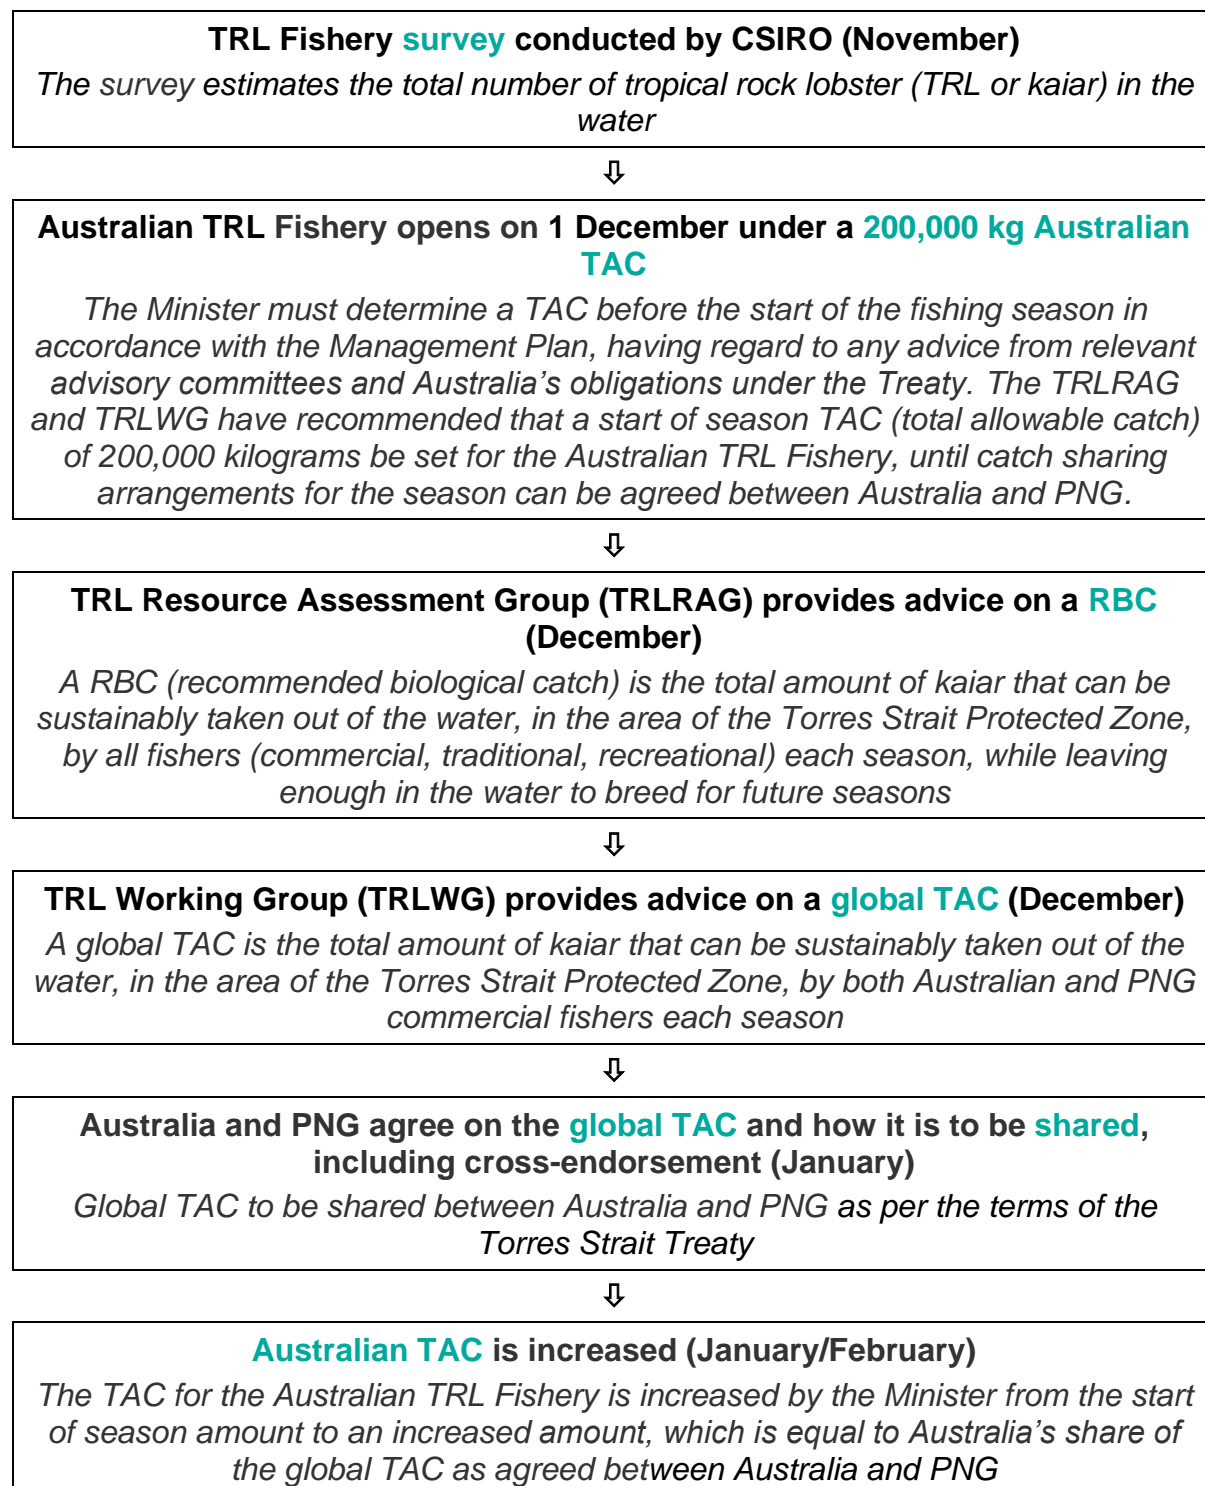 TRL Fishery survey conducted by CSIRO (November)
The survey estimates the total number of tropical rock lobster (TRL or kaiar) in the
water
⇩
Australian TRL Fishery opens on 1 December under a 200,000 kg Australian
TAC
The Minister must determine a TAC before the start of the fishing season in
accordance with the Management Plan, having regard to any advice from relevant
advisory committees and Australia’s obligations under the Treaty. The TRLRAG
and TRLWG have recommended that a start of season TAC (total allowable catch)
of 200,000 kilograms be set for the Australian TRL Fishery, until catch sharing
arrangements for the season can be agreed between Australia and PNG.
⇩
TRL Resource Assessment Group (TRLRAG) provides advice on a RBC
(December)
A RBC (recommended biological catch) is the total amount of kaiar that can be
sustainably taken out of the water, in the area of the Torres Strait Protected Zone,
by all fishers (commercial, traditional, recreational) each season, while leaving
enough in the water to breed for future seasons
⇩
TRL Working Group (TRLWG) provides advice on a global TAC (December)
A global TAC is the total amount of kaiar that can be sustainably taken out of the
water, in the area of the Torres Strait Protected Zone, by both Australian and PNG
commercial fishers each season
⇩
Australia and PNG agree on the global TAC and how it is to be shared,
including cross-endorsement (January)
Global TAC to be shared between Australia and PNG as per the terms of the
Torres Strait Treaty
⇩
Australian TAC is increased (January/February)
The TAC for the Australian TRL Fishery is increased by the Minister from the start
of season amount to an increased amount, which is equal to Australia’s share of
the global TAC as agreed between Australia and PNG